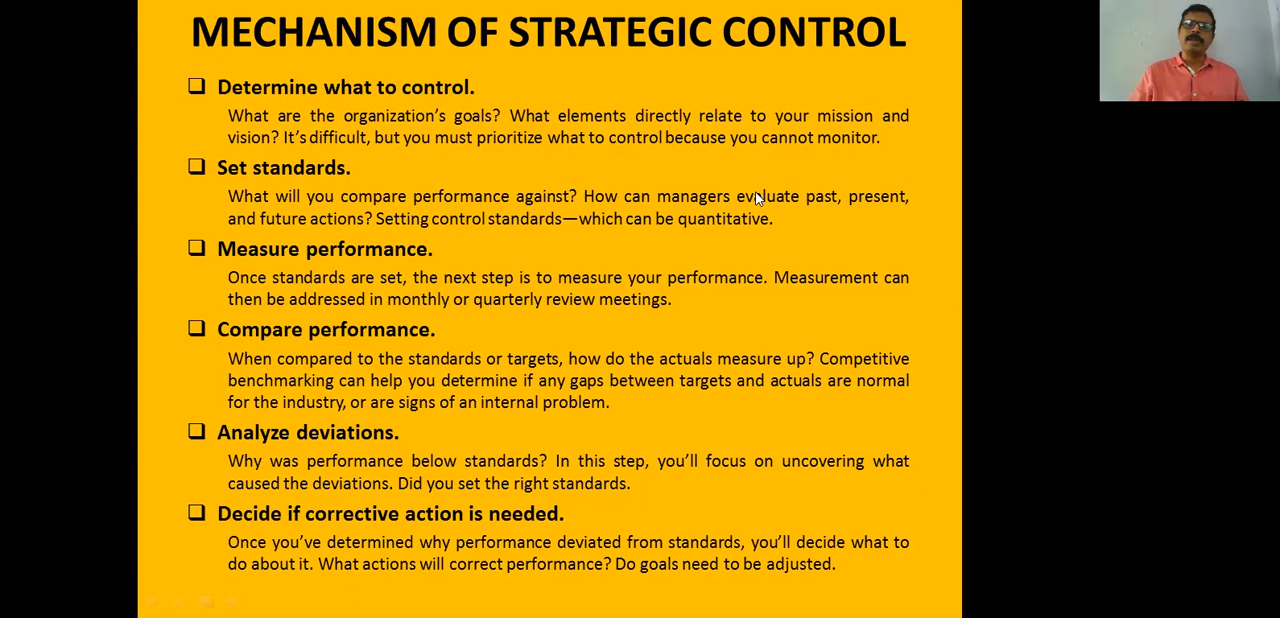 MECHANISM OF STRATEGIC CONTROL
Determine what to control.
What are the organization's goals? What elements directly relate to your mission and
vision? It's difficult, but you must prioritize what to control because you cannot monitor.
Set standards.
What will you compare performance against? How can managers evaluate past, present,
and future actions? Setting control standards—which can be quantitative.
Measure performance.
Once standards are set, the next step is to measure your performance. Measurement can
then be addressed in monthly or quarterly review meetings.
Compare performance.
When compared to the standards or targets, how do the actuals measure up? Competitive
benchmarking can help you determine if any gaps between targets and actuals are normal
for the industry, or are signs of an internal problem.
Analyze deviations.
Why was performance below standards? In this step, you'll focus on uncovering what
caused the deviations. Did you set the right standards.
Decide if corrective action is needed.
Once you've determined why performance deviated from standards, you'll decide what to
do about it. What actions will correct performance? Do goals need to be adjusted.